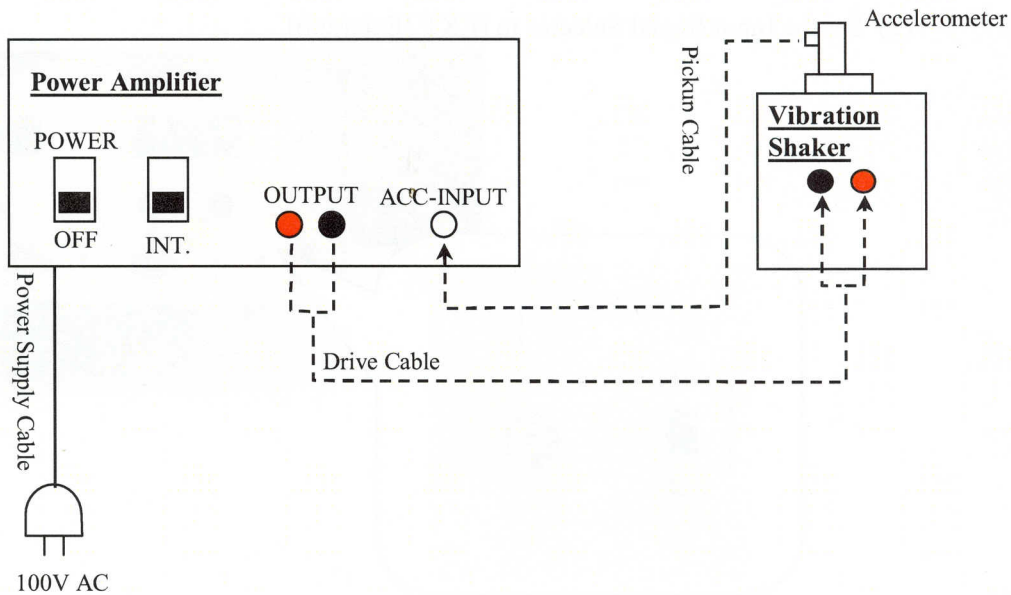 Accelerometer
Power Amplifier
POWER
OFF
INT.
OUTPUT
ACC-INPUT
Pickup Cable
Vibration
Shaker
Power Supply Cable
Drive Cable
100V AC